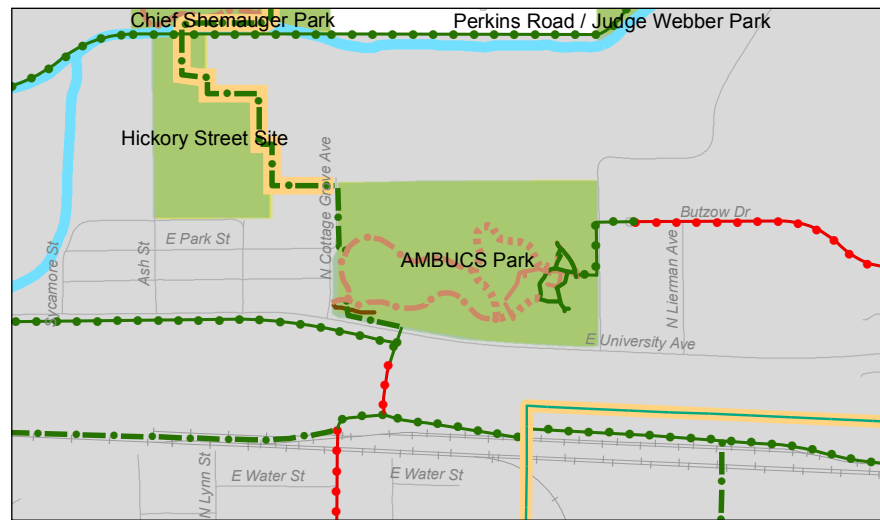 Chief Shemauger Park
Perkins Road / Judge Webber Park
Hickory Street Site
N Cottage Grove Ave
Butzow Dr
E Park St
Ash St
Sycamore St
AMBUCS Park
N Lierman Ave
E University Ave
N Lynn St
E Water St
E Water St